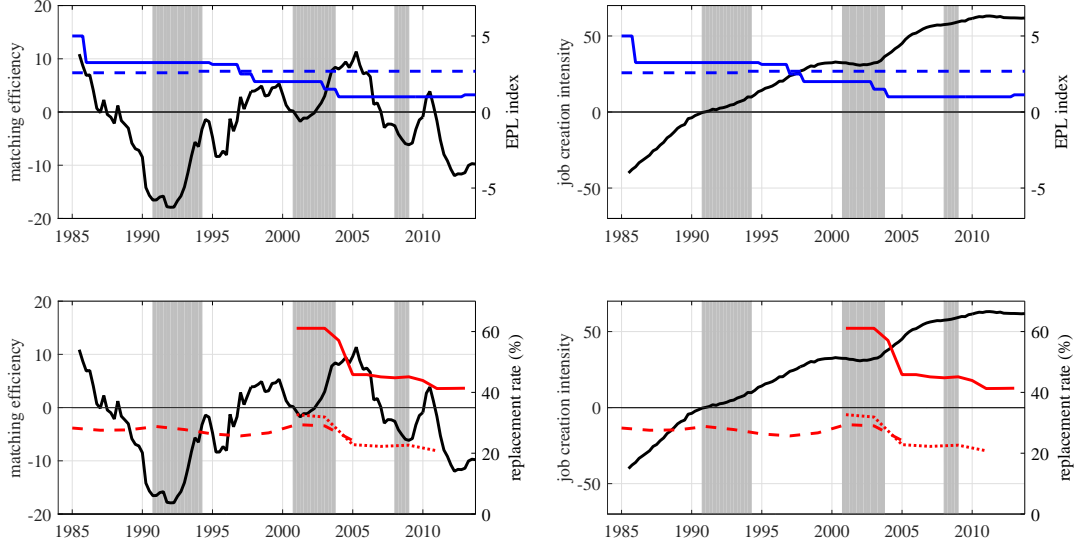 20
10
0
-10
-20
matching efficiency
5
0
-5
EPL index
1985 1990 1995 2000 2005 2010
50
0
-50
job creation intensity
5
0
-5
EPL index
1985 1990 1995 2000 2005 2010
20
10
0
-10
-20
matching efficiency
60
40
20
0
replacement rate (%)
1985 1990 1995 2000 2005 2010
50
0
-50
job creation intensity
60
40
20
0
replacement rate (%)
1985 1990 1995 2000 2005 2010